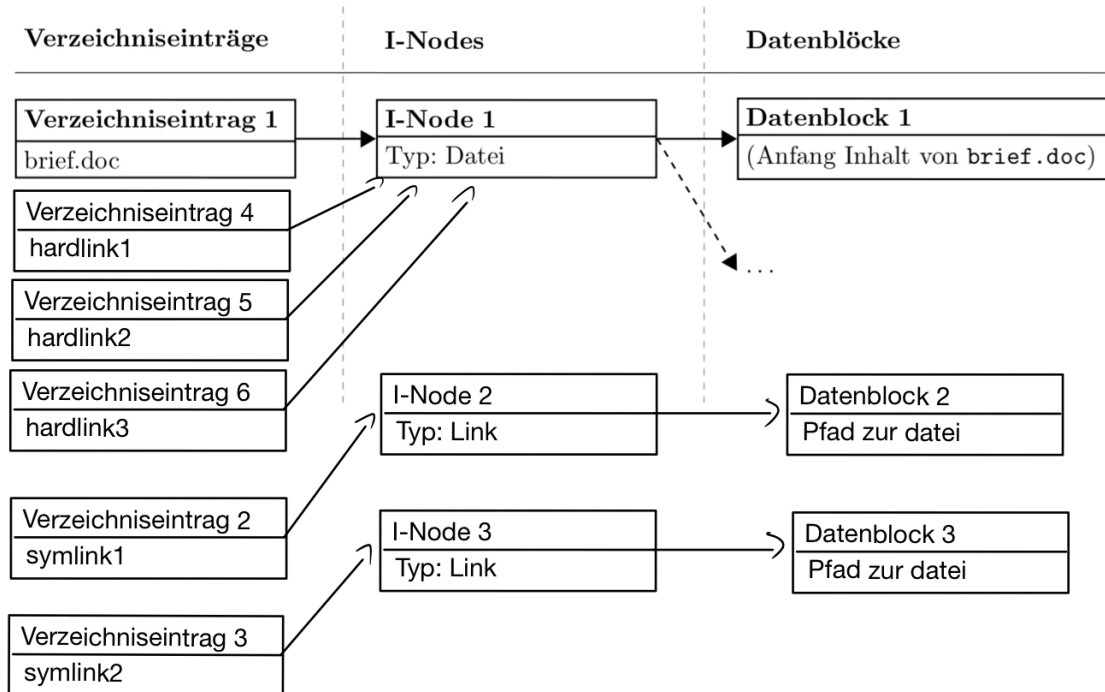 Verzeichniseinträge
I-Nodes
Datenblöcke
Verzeichniseintrag 1
brief.doc
I-Node 1
Typ: Datei
Datenblock 1
(Anfang Inhalt von brief.doc)
...
Verzeichniseintrag 4
hardlink1
Verzeichniseintrag 5
hardlink2
Verzeichniseintrag 6
hardlink3
I-Node 2
Typ: Link
Datenblock 2
Pfad zur datei
Verzeichniseintrag 2
symlink1
I-Node 3
Typ: Link
Datenblock 3
Pfad zur datei
Verzeichniseintrag 3
symlink2